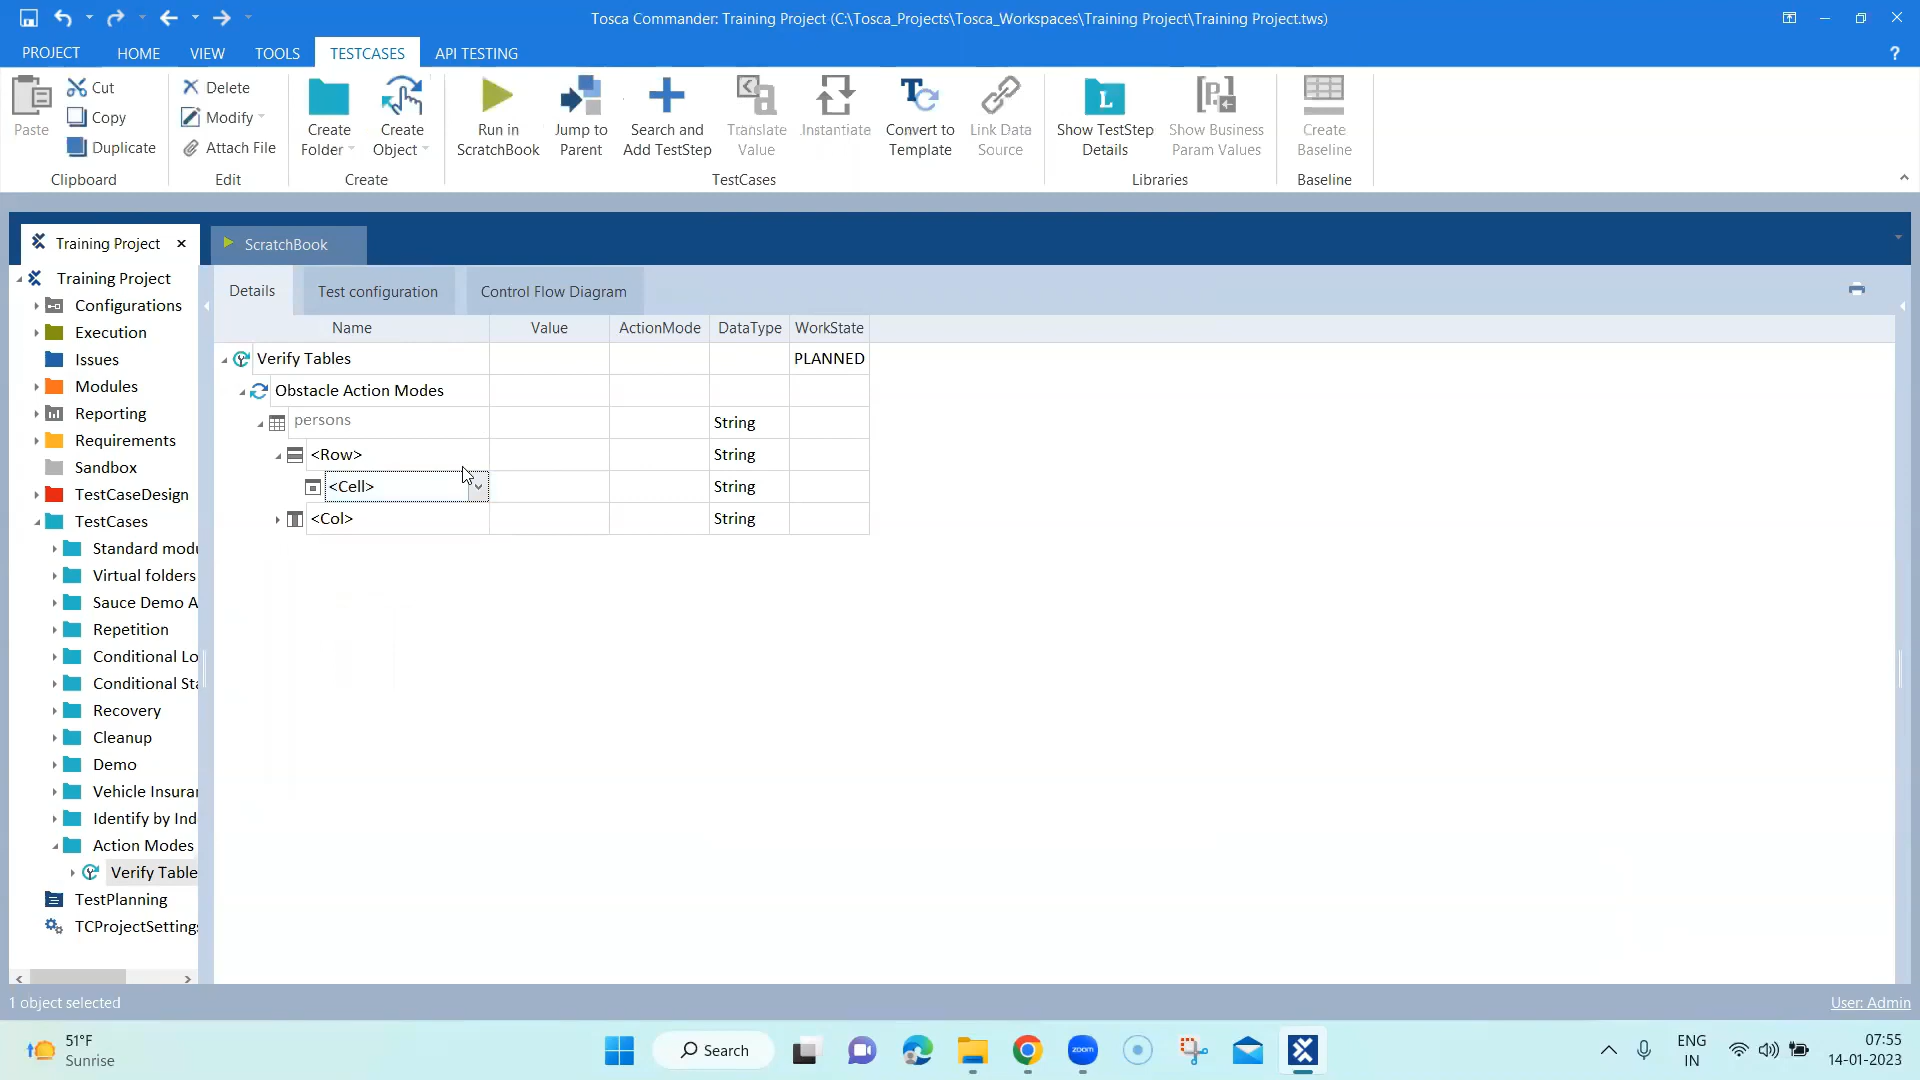 Tosca Commander: Training Project (C:\Tosca_Projects\Tosca_Workspaces\Training Project\Training Project.tws)
PROJECT HOME VIEW TOOLS TESTCASES API TESTING ?
Paste Cut Copy Duplicate
Clipboard
Delete Modify Attach File
Edit
Create Folder Create Object
Create
Run in ScratchBook Jump to Parent Search and Add TestStep Translate Value Instantiate Convert to Template Link Data Source
TestCases
L Show TestStep Details Show Business Param Values
Libraries
Create Baseline
Baseline
Training Project × ScratchBook
Training Project
Configurations
Execution
Issues
Modules
Reporting
Requirements
Sandbox
TestCaseDesign
TestCases
Standard modu
Virtual folders
Sauce Demo A
Repetition
Conditional Lo
Conditional Sta
Recovery
Cleanup
Demo
Vehicle Insurar
Identify by Ind
Action Modes
Verify Table
TestPlanning
TCProjectSettings
Details Test configuration Control Flow Diagram
Name Value ActionMode DataType WorkState
Verify Tables PLANNED
Obstacle Action Modes
persons String
<Row> String
<Cell> String
<Col> String
1 object selected User: Admin
51°F
Sunrise
Search
zoom
ENG
IN
07:55
14-01-2023